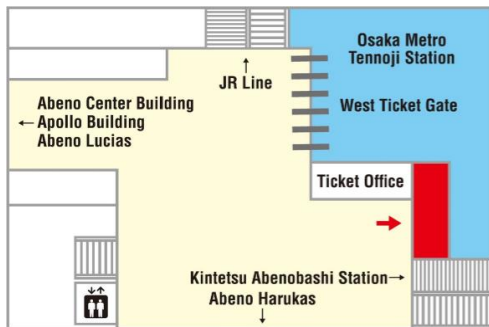 Osaka Metro
Tennoji Station
↑
JR Line
West Ticket Gate
Abeno Center Building
← Apollo Building
Abeno Lucias
Ticket Office
Kintetsu Abenobashi Station→
Abeno Harukas
↓